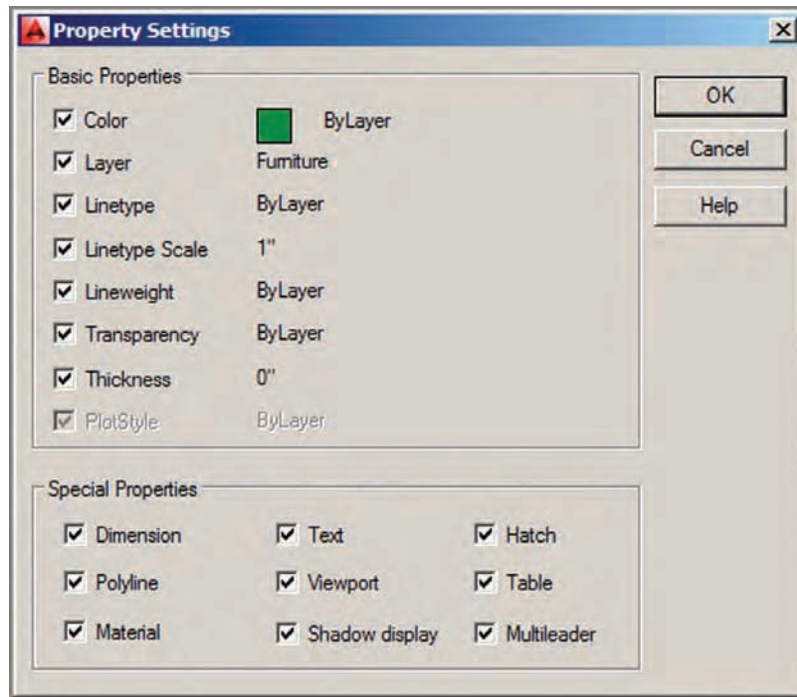 Property Settings
Basic Properties
Color ByLayer
Layer Furniture
Linetype ByLayer
Linetype Scale 1"
Lineweight ByLayer
Transparency ByLayer
Thickness 0"
PlotStyle ByLayer
OK
Cancel
Help
Special Properties
Dimension Text Hatch
Polyline Viewport Table
Material Shadow display Multileader